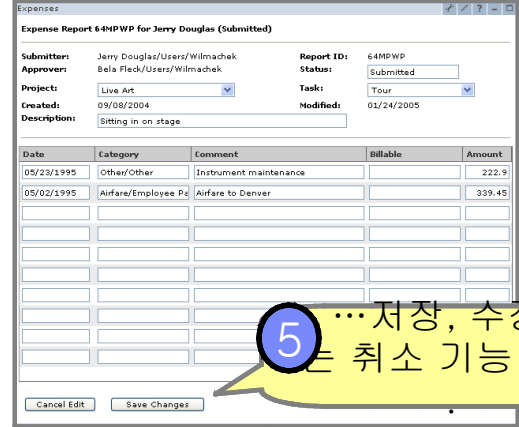 Expenses
Expense Report 64MPWP for Jerry Douglas (Submitted)
Submitter: Jerry Douglas/Users/Wilmachek Report ID: 64MPWP
Approver: Bela Fleck/Users/Wilmachek Status: Submitted
Project: Live Art Task: Tour
Created: 09/08/2004 Modified: 01/24/2005
Description: Sitting in on stage
Date Category Comment Billable Amount
05/23/1995 Other/Other Instrument maintenance 222.9
05/02/1995 Airfare/Employee Pa Airfare to Denver 339.45
5
…저장, 수정
는 취소 기능
.
Cancel Edit Save Changes